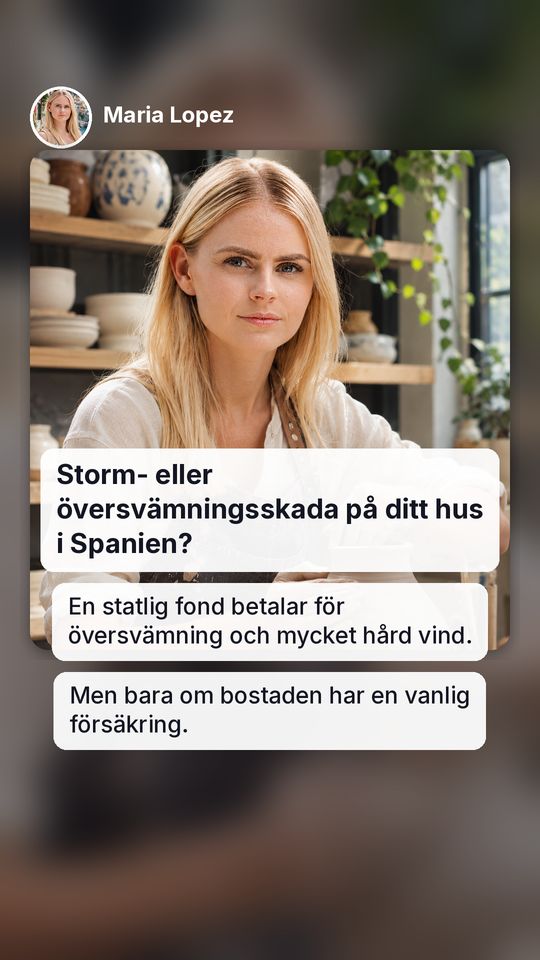 Maria Lopez
Storm- eller
översvämningsskada på ditt hus
i Spanien?
En statlig fond betalar för
översvämning och mycket hård vind.
Men bara om bostaden har en vanlig
försäkring.